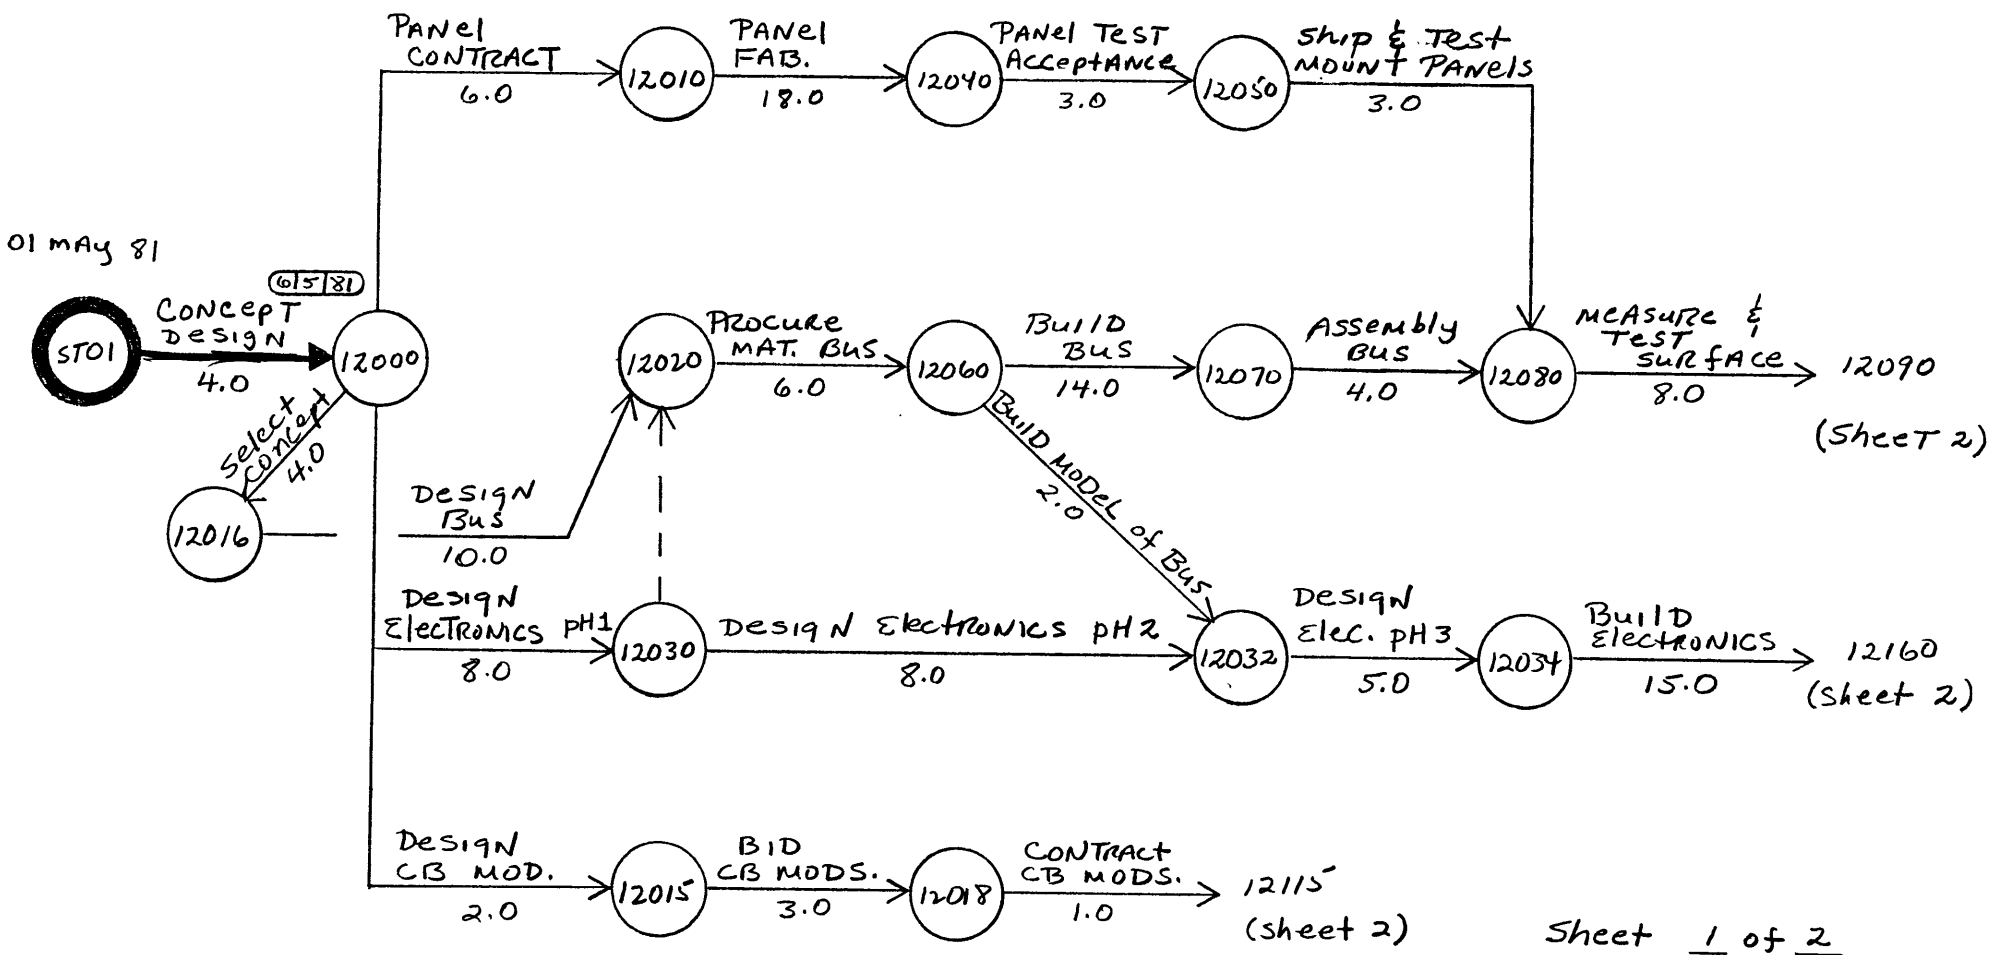 PANEL
CONTRACT
6.0
12010
PANEL
FAB.
18.0
12040
PANEL TEST
ACCEPTANCE
3.0
12050
SHIP & TEST
MOUNT PANELS
3.0
01 MAY 81
6|5|81
ST01
CONCEPT
DESIGN
4.0
12000
12020
PROCURE
MAT. BUS
6.0
12060
BUILD
BUS
14.0
12070
ASSEMBLY
BUS
4.0
12080
MEASURE &
TEST
SURFACE
8.0
12090
(SHEET 2)
SELECT
CONCEPT
4.0
12016
DESIGN
BUS
10.0
BUILD MODEL of BUS
2.0
DESIGN
ELECTRONICS PH1
8.0
12030
DESIGN ELECTRONICS PH2
8.0
12032
DESIGN
ELEC. PH3
5.0
12034
BUILD
ELECTRONICS
15.0
12160
(sheet 2)
DESIGN
CB MOD.
2.0
12015
BID
CB MODS.
3.0
12018
CONTRACT
CB MODS.
1.0
12115
(sheet 2)
Sheet 1 of 2